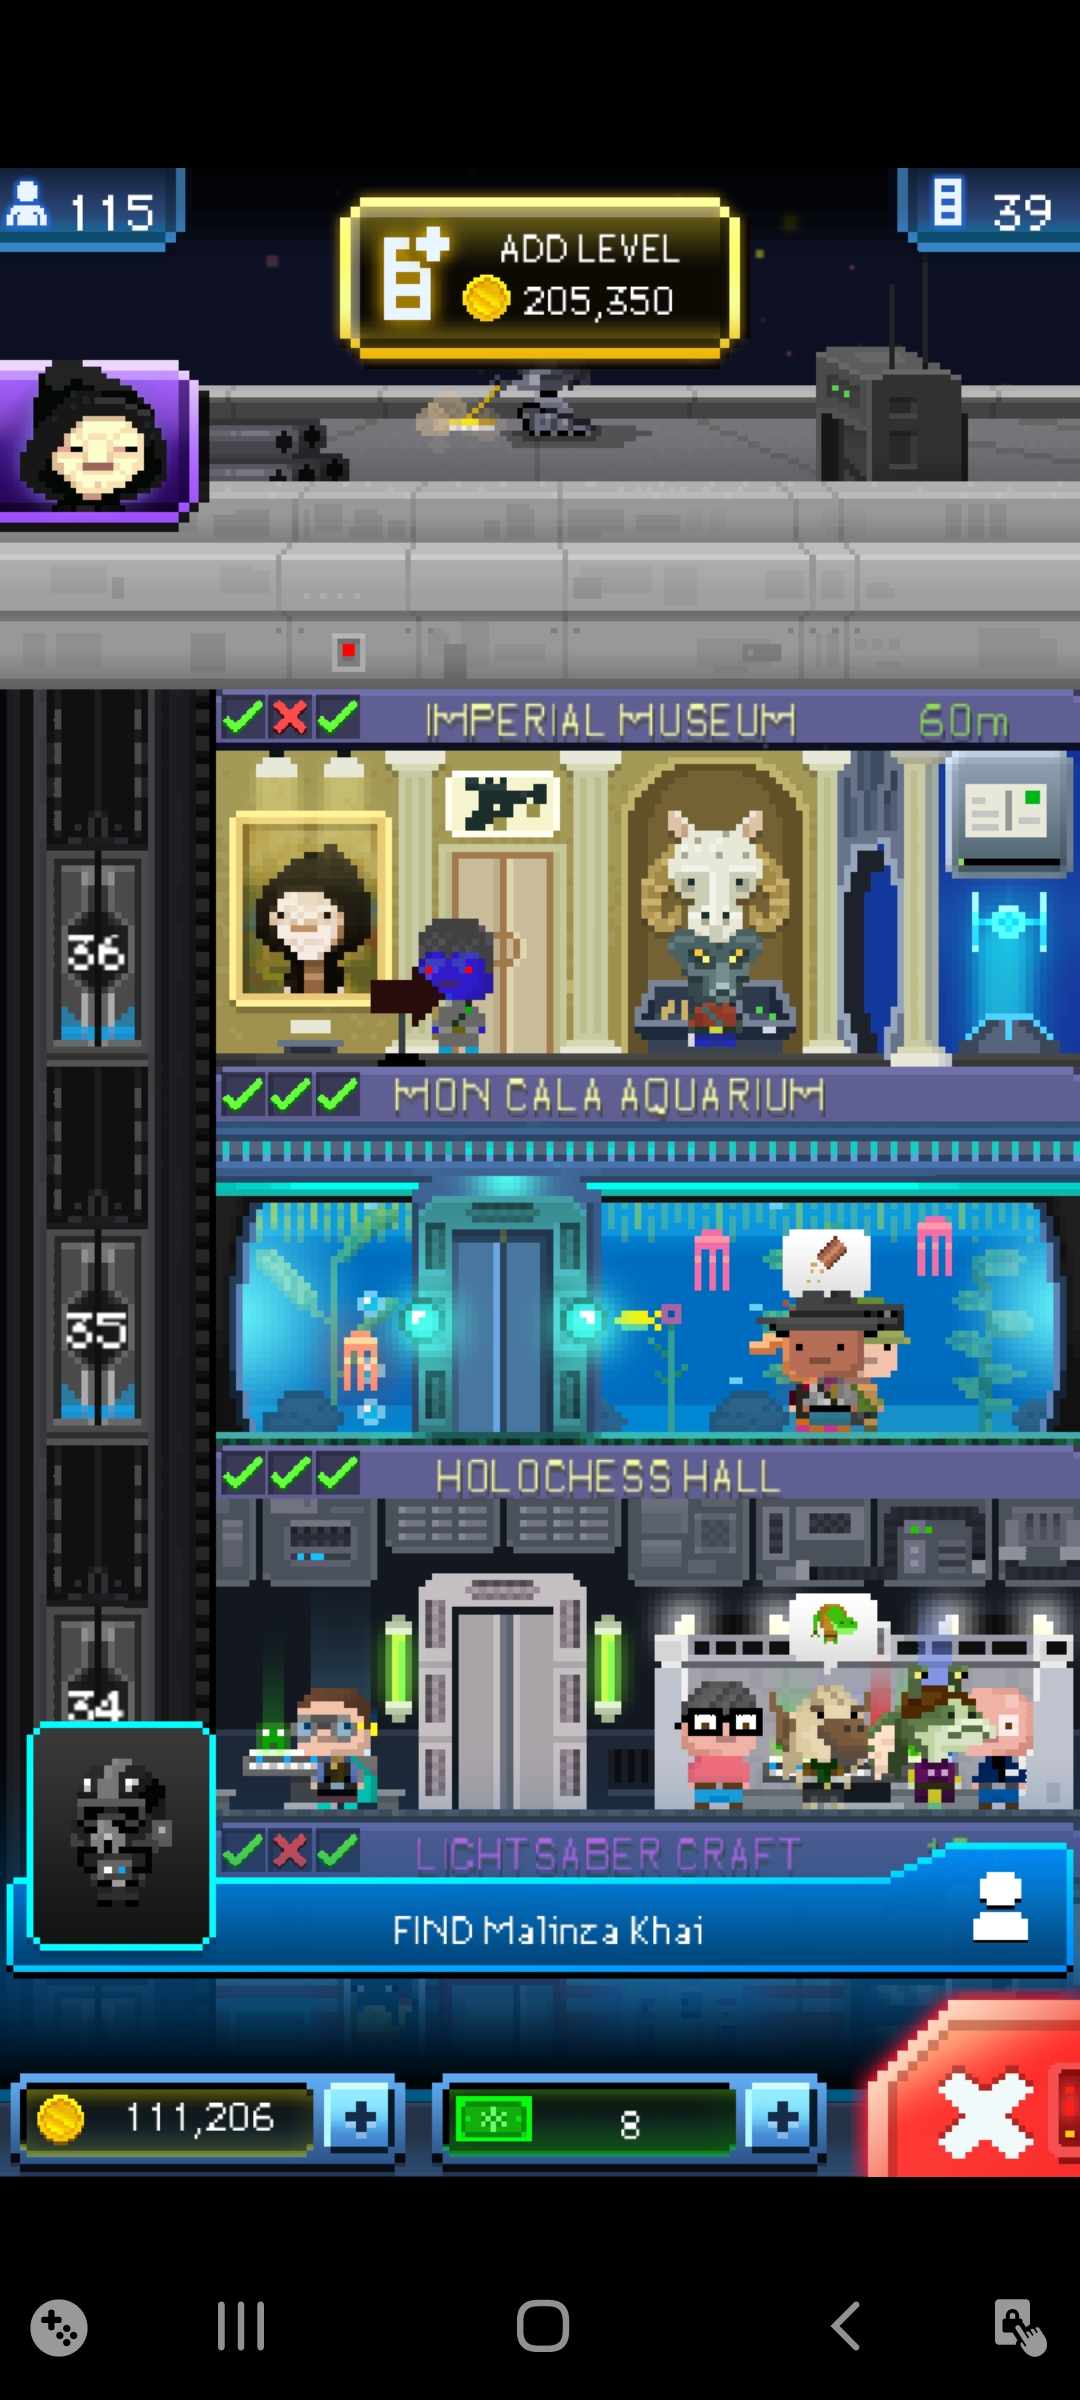 115
ADD LEVEL
205,350
39
IMPERIAL MUSEUM 60m
36
MON CALA AQUARIUM
35
HOLOCHESS HALL
34
LIGHTSABER CRAFT
FIND Malinza Khai
111,206
8